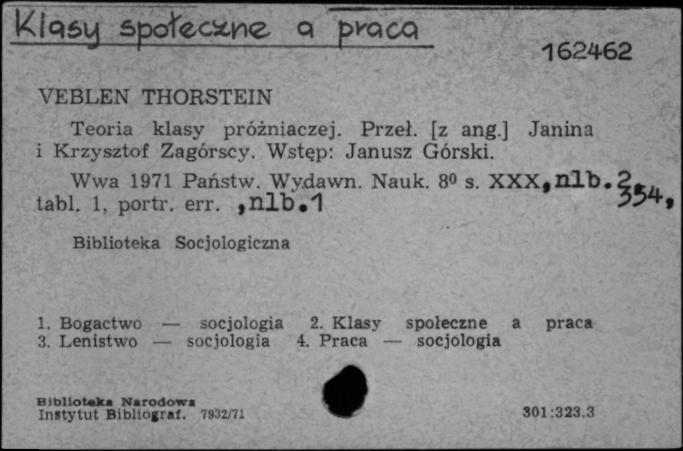 Klasy społeczne a praca
162462
VEBLEN THORSTEIN
Teoria klasy próżniaczej. Przeł. [z ang.] Janina
i Krzysztof Zagórscy. Wstęp: Janusz Górski.
Wwa 1971 Państw. Wydawn. Nauk. 8⁰ s. XXX,nlb.2,
354,
tabl. 1, portr. err. ,nlb.1
Biblioteka Socjologiczna
1. Bogactwo — socjologia 2. Klasy społeczne a praca
3. Lenistwo — socjologia 4. Praca — socjologia
Biblioteka Narodowa
Instytut Bibliograf. 7932/71
301:323.3